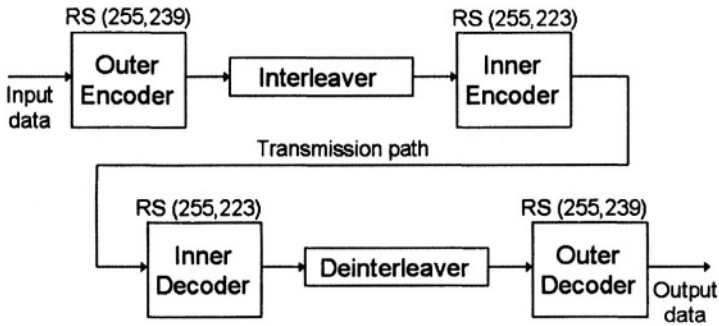 RS (255,239)
RS (255,223)
Outer
Encoder
Interleaver
Inner
Encoder
Input
data
Transmission path
RS (255,223)
RS (255,239)
Inner
Decoder
Deinterleaver
Outer
Decoder
Output
data